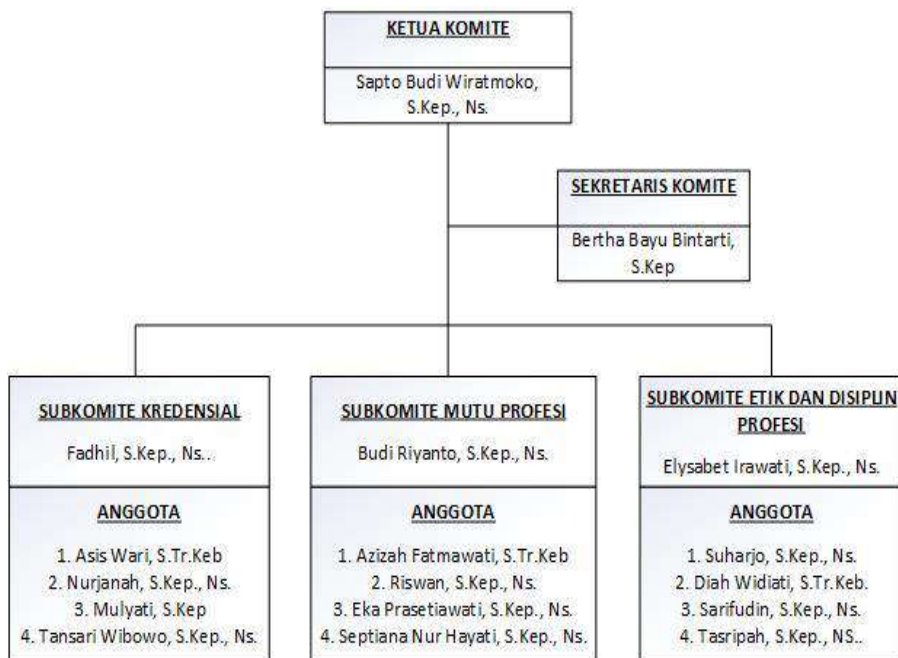 KETUA KOMITE
Sapto Budi Wiratmoko,
S.Kep., Ns.
SEKRETARIS KOMITE
Bertha Bayu Bintarti,
S.Kep
SUBKOMITE KREDENSIAL
Fadhil, S.Kep., Ns..
ANGGOTA
1. Asis Wari, S.Tr.Keb
2. Nurjanah, S.Kep., Ns.
3. Mulyati, S.Kep
4. Tansari Wibowo, S.Kep., Ns.
SUBKOMITE MUTU PROFESI
Budi Riyanto, S.Kep., Ns.
ANGGOTA
1. Azizah Fatmawati, S.Tr.Keb
2. Riswan, S.Kep., Ns.
3. Eka Prasetiawati, S.Kep., Ns.
4. Septiana Nur Hayati, S.Kep., Ns.
SUBKOMITE ETIK DAN DISIPLIN
PROFESI
Elysabet Irawati, S.Kep., Ns.
ANGGOTA
1. Suharjo, S.Kep., Ns.
2. Diah Widiati, S.Tr.Keb.
3. Sarifudin, S.Kep., Ns.
4. Tasripah, S.Kep., NS..